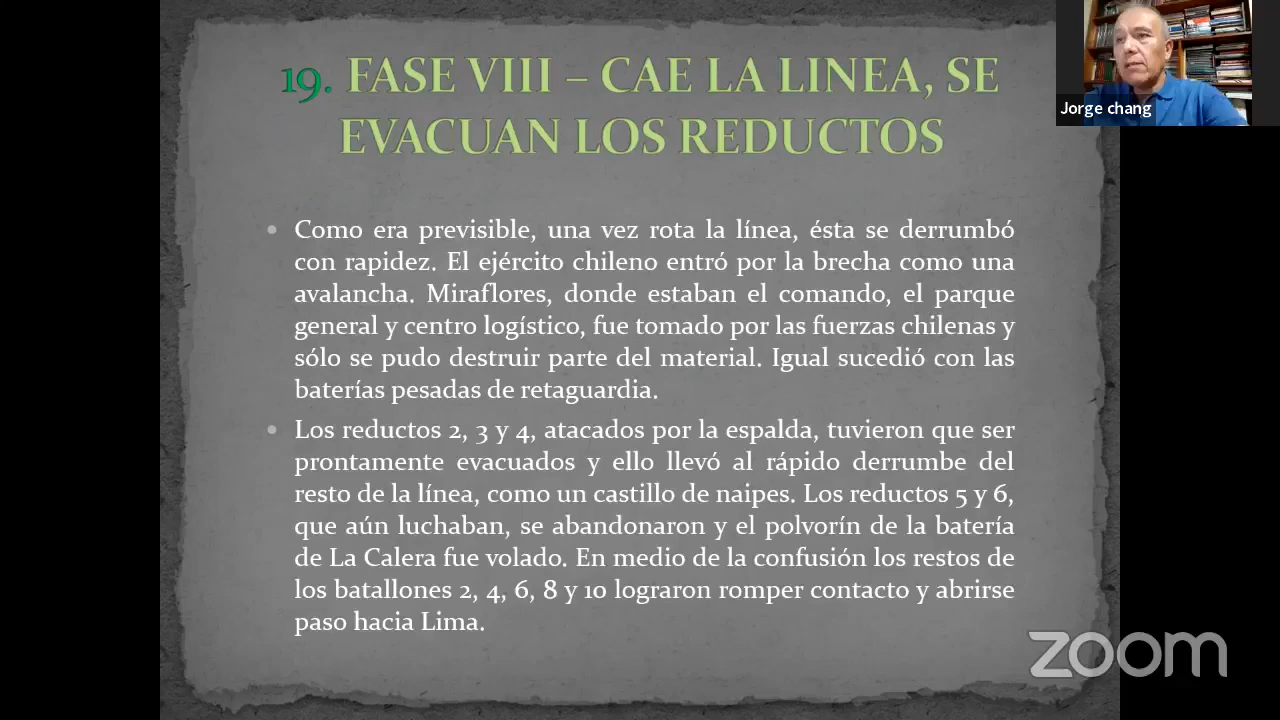 19. FASE VIII – CAE LA LINEA, SE
EVACUAN LOS REDUCTOS
Jorge chang
• Como era previsible, una vez rota la línea, ésta se derrumbó
con rapidez. El ejército chileno entró por la brecha como una
avalancha. Miraflores, donde estaban el comando, el parque
general y centro logístico, fue tomado por las fuerzas chilenas y
sólo se pudo destruir parte del material. Igual sucedió con las
baterías pesadas de retaguardia.
• Los reductos 2, 3 y 4, atacados por la espalda, tuvieron que ser
prontamente evacuados y ello llevó al rápido derrumbe del
resto de la línea, como un castillo de naipes. Los reductos 5 y 6,
que aún luchaban, se abandonaron y el polvorín de la batería
de La Calera fue volado. En medio de la confusión los restos de
los batallones 2, 4, 6, 8 y 10 lograron romper contacto y abrirse
paso hacia Lima.
zoom